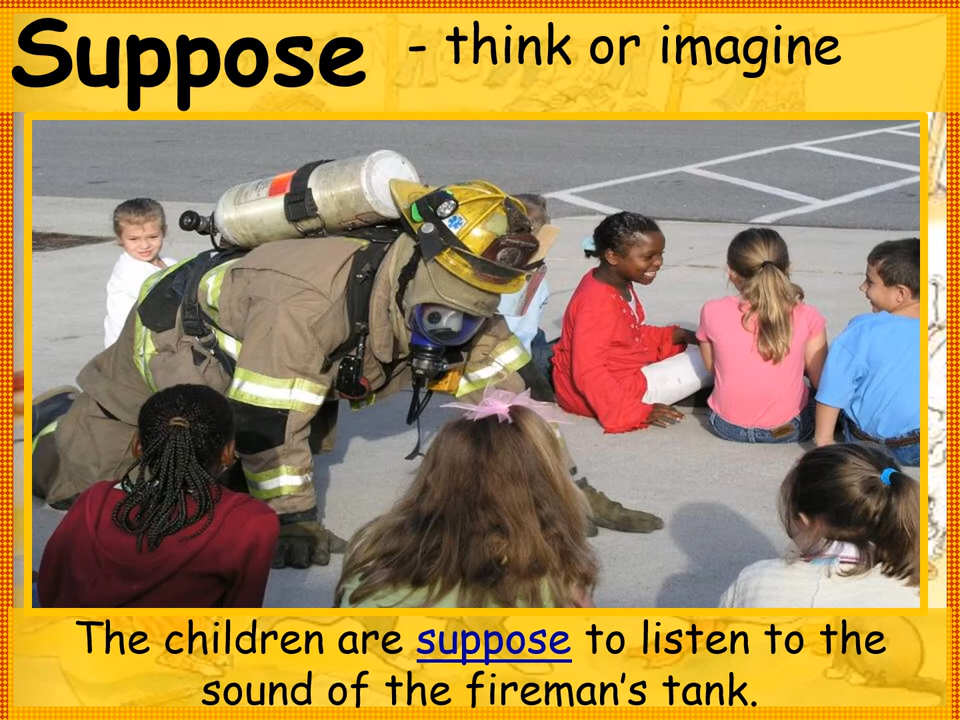 Suppose - think or imagine
The children are suppose to listen to the
sound of the fireman's tank.